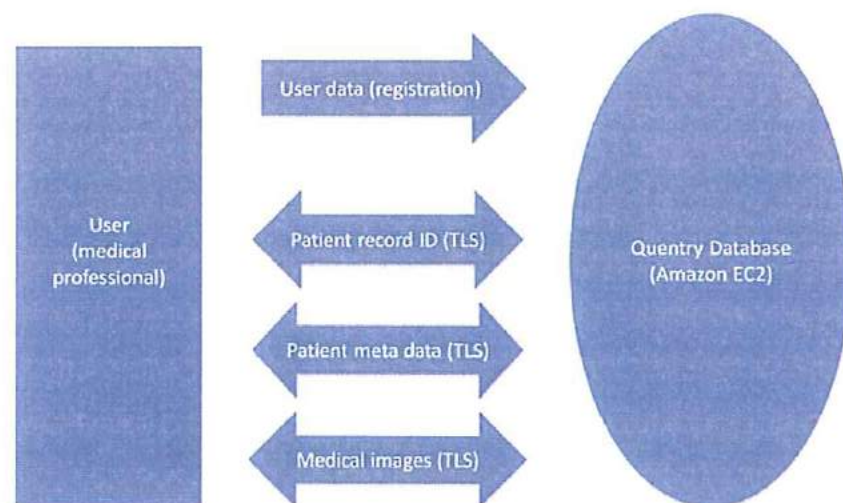 User data (registration)
User
(medical
professional)
Patient record ID (TLS)
Quentry Database
(Amazon EC2)
Patient meta data (TLS)
Medical images (TLS)